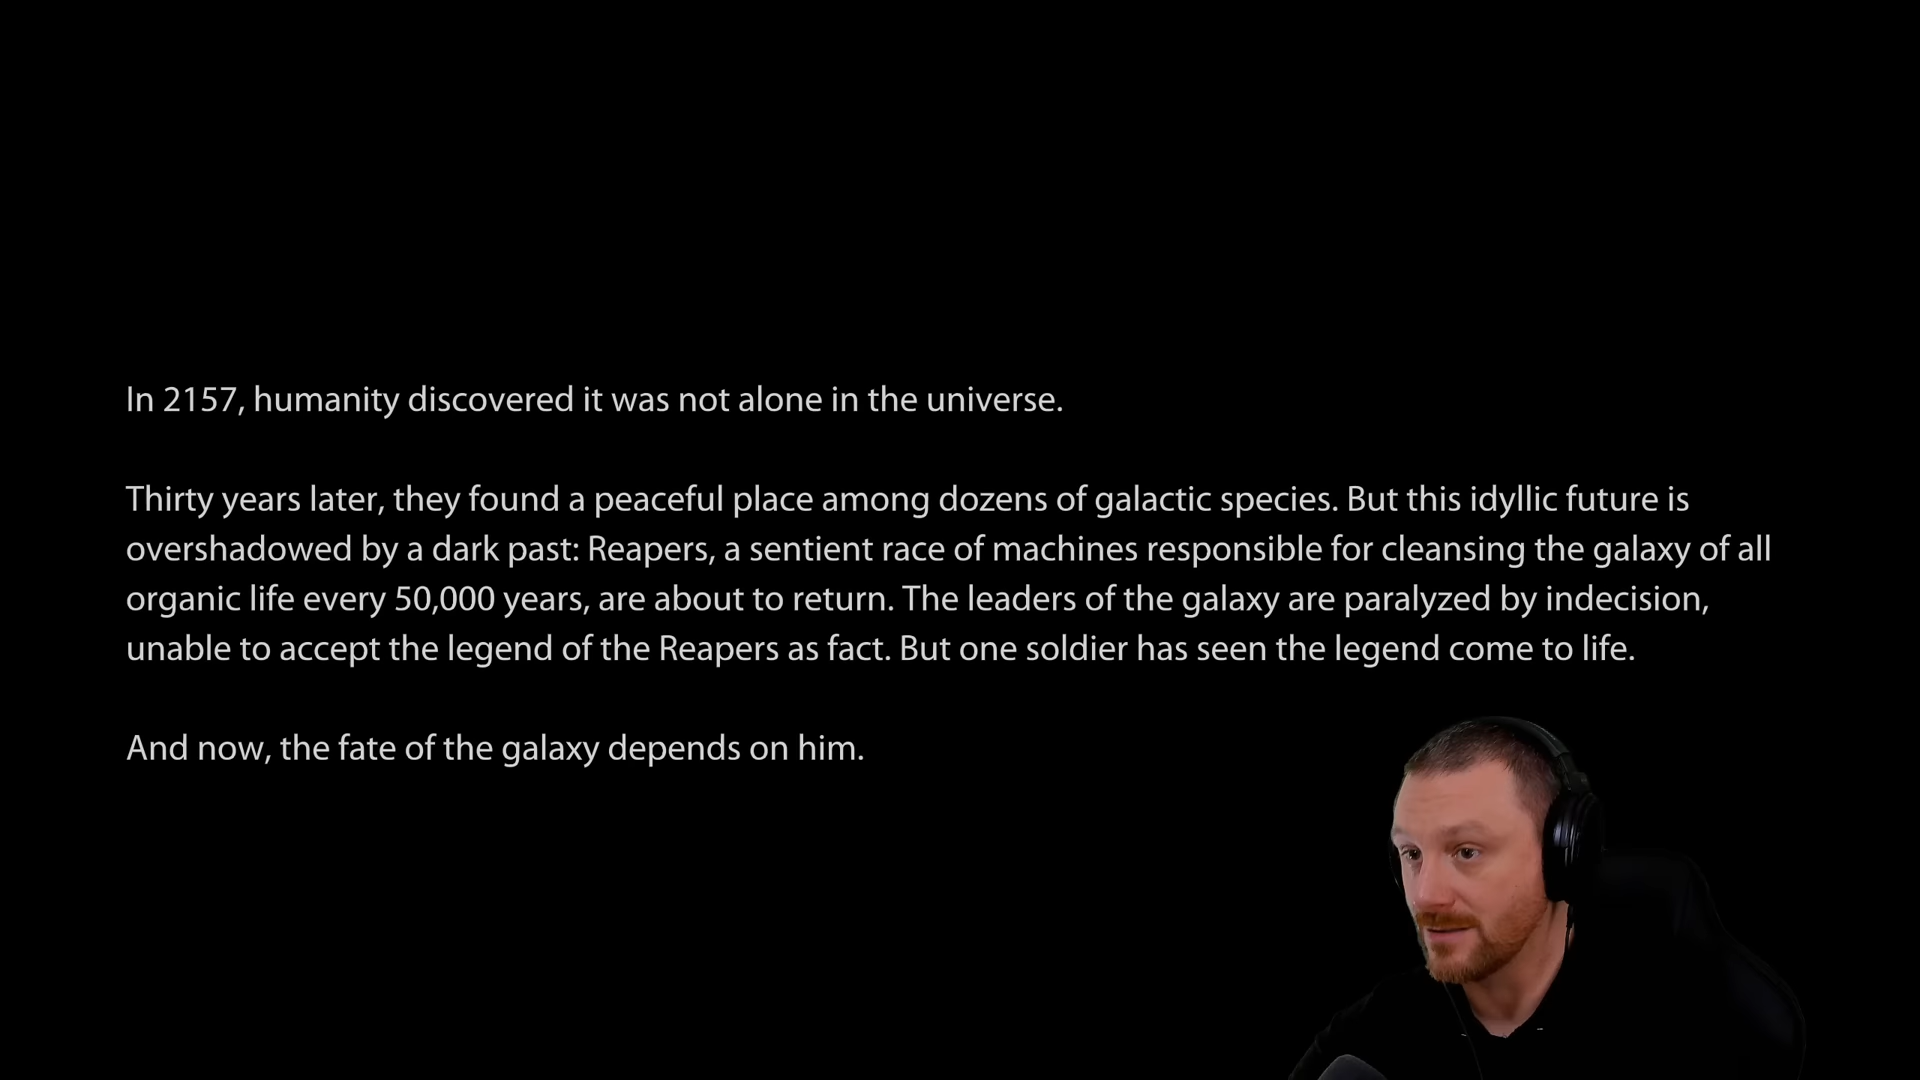 In 2157, humanity discovered it was not alone in the universe.
Thirty years later, they found a peaceful place among dozens of galactic species. But this idyllic future is
overshadowed by a dark past: Reapers, a sentient race of machines responsible for cleansing the galaxy of all
organic life every 50,000 years, are about to return. The leaders of the galaxy are paralyzed by indecision,
unable to accept the legend of the Reapers as fact. But one soldier has seen the legend come to life.
And now, the fate of the galaxy depends on him.